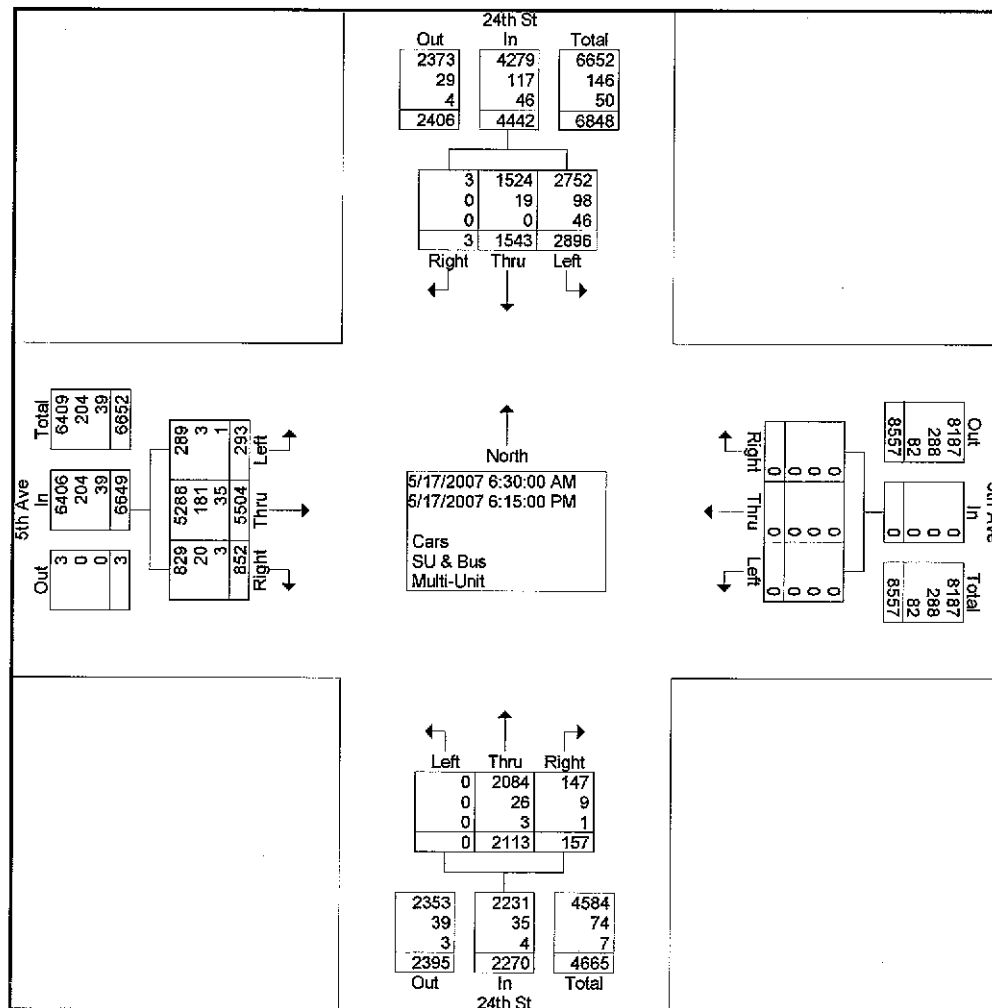 24th St
Out In Total
2373 4279 6652
29 117 146
4 46 50
2406 4442 6848
3 1524 2752
0 19 98
0 0 46
3 1543 2896
Right Thru Left
5th Ave
Total
6409
204
39
6652
In
6406
204
39
6649
Out
3
0
0
3
289
3
1
293
Left
5288
181
35
5504
Thru
829
20
3
852
Right
North
5/17/2007 6:30:00 AM
5/17/2007 6:15:00 PM
Cars
SU & Bus
Multi-Unit
Right
0
0
0
0
Thru
0
0
0
0
Left
0
0
0
0
Out
8187
288
82
8557
In
0
0
0
0
Total
8187
288
82
8557
Left Thru Right
0 2084 147
0 26 9
0 3 1
0 2113 157
2353 2231 4584
39 35 74
3 4 7
2395 2270 4665
Out In Total
24th St